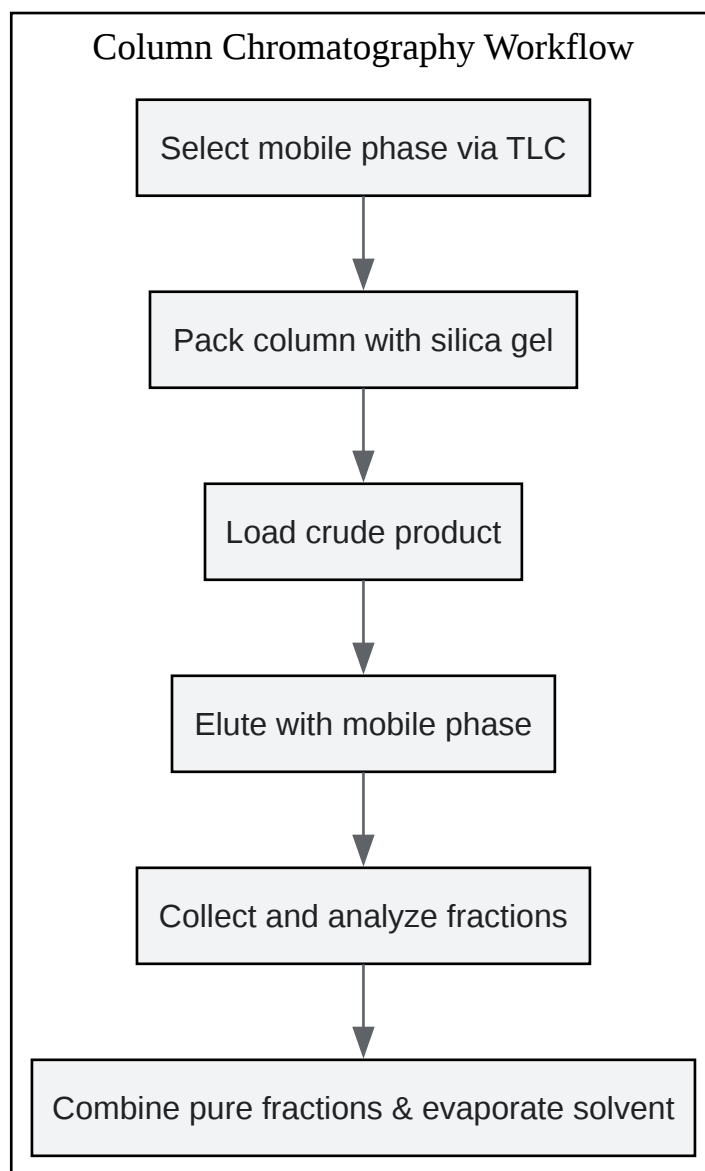 Column Chromatography Workflow
Select mobile phase via TLC
Pack column with silica gel
Load crude product
Elute with mobile phase
Collect and analyze fractions
Combine pure fractions & evaporate solvent